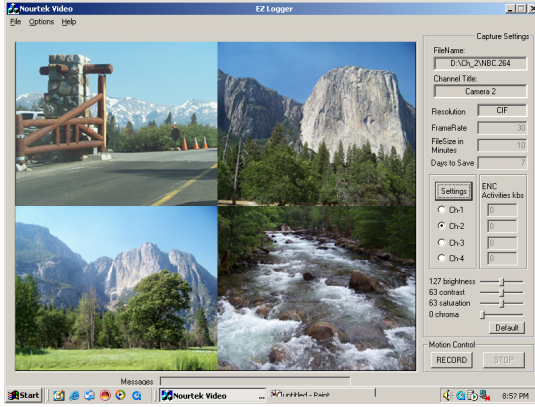 Nourtek Video EZ Logger
File Options Help
Capture Settings
FileName:
D:\Ch_2\NBC.264
Channel Title:
Camera 2
Resolution CIF
FrameRate 30
FileSize in Minutes 10
Days to Save 7
Settings
ENC Activities kbs
Ch-1 0
Ch-2 0
Ch-3 0
Ch-4 0
127 brightness
63 contrast
63 saturation
0 chroma
Default
Motion Control
RECORD STOP
Messages
Start Nourtek Video ... untitled - Paint 8:57 PM